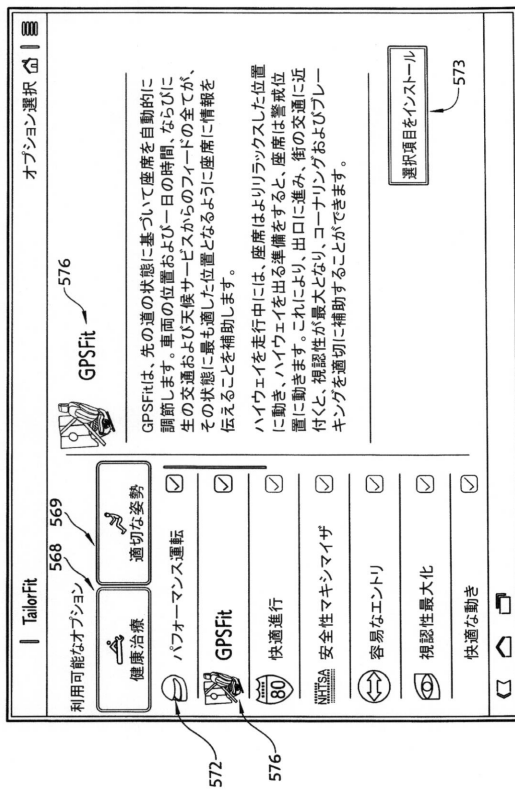 TailorFit
オプション選択
利用可能なオプション
568
569
健康治療
適切な姿勢
572
パフォーマンス運転
576
GPSFit
80
快適進行
NHTSA
安全性マキシマイザ
容易なエントリ
視認性最大化
快適な動き
GPSFit
576
GPSFitは、先の道の状態に基づいて座席を自動的に
調節します。車両の位置および一日の時間、ならびに
生の交通および天候サービスからのフィードの全てが、
その状態に最も適した位置となるように座席に情報を
伝えることを補助します。
ハイウェイを走行中には、座席はよりリラックスした位置
に動き、ハイウェイを出る準備をすると、座席は警戒位
置に動きます。これにより、出口に進み、街の交通に近
付くと、視認性が最大となり、コーナリングおよびブレー
キングを適切に補助することができます。
選択項目をインストール
573